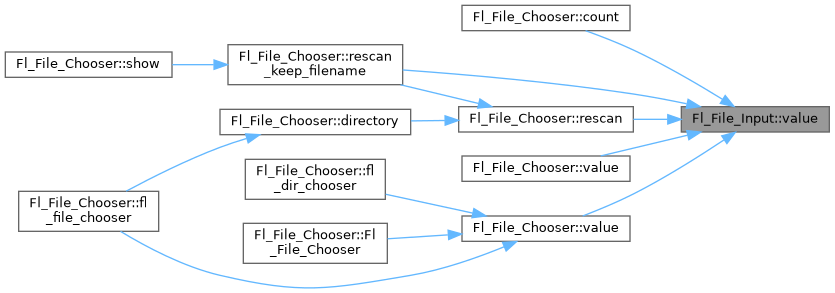 Fl_File_Chooser::count
Fl_File_Chooser::show
Fl_File_Chooser::rescan
_keep_filename
Fl_File_Chooser::directory
Fl_File_Chooser::rescan
Fl_File_Input::value
Fl_File_Chooser::value
Fl_File_Chooser::fl
_dir_chooser
Fl_File_Chooser::fl
_file_chooser
Fl_File_Chooser::Fl
_File_Chooser
Fl_File_Chooser::value